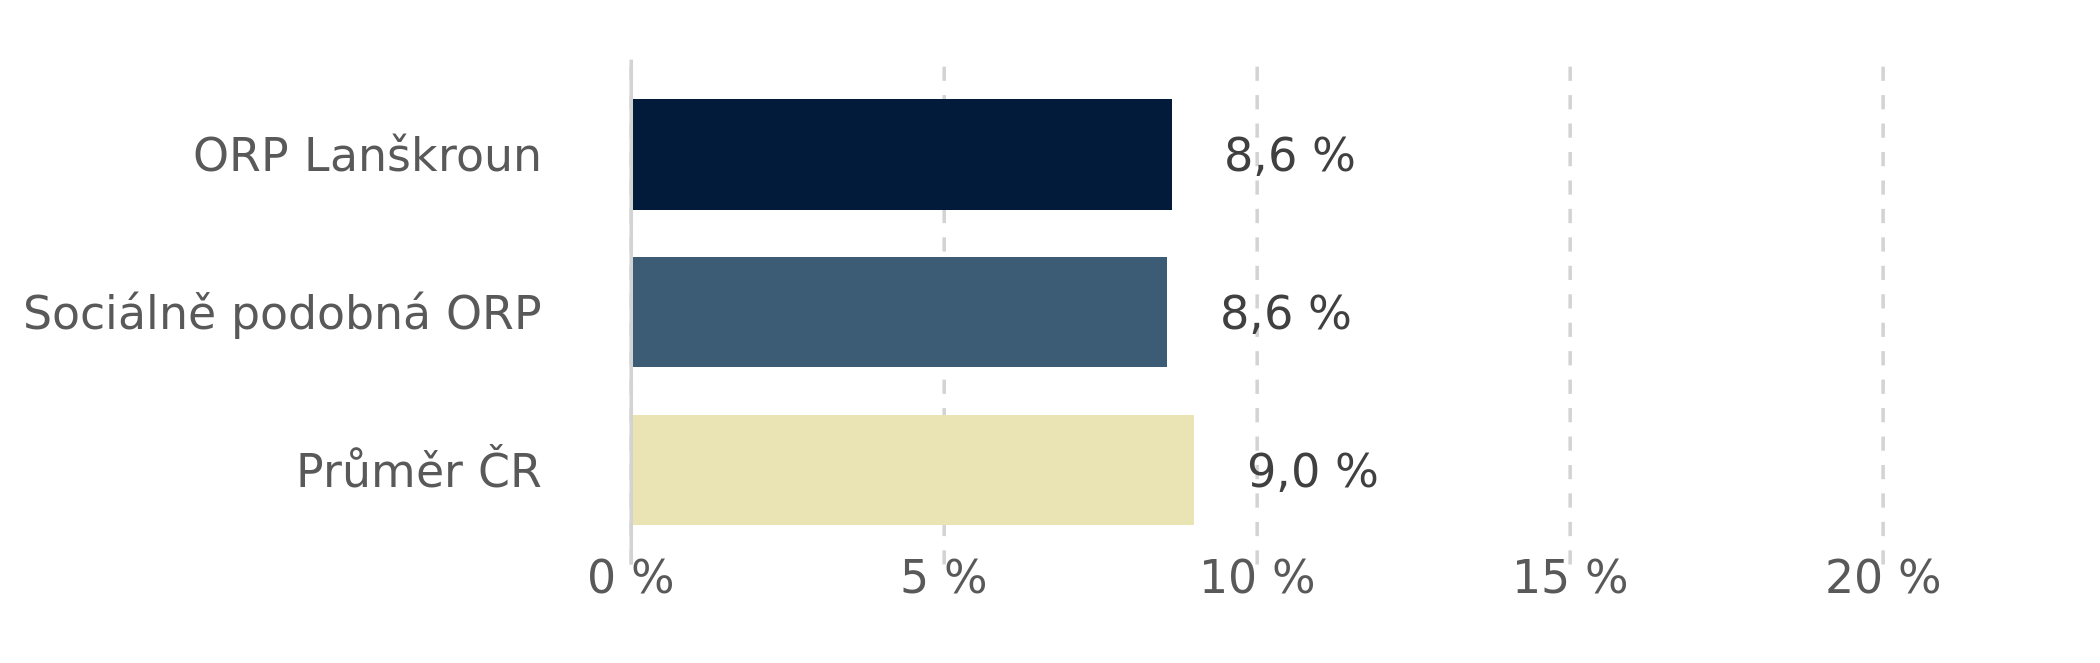 ORP Lanškroun 8,6 %
Sociálně podobná ORP 8,6 %
Průměr ČR 9,0 %
0 % 5 % 10 % 15 % 20 %